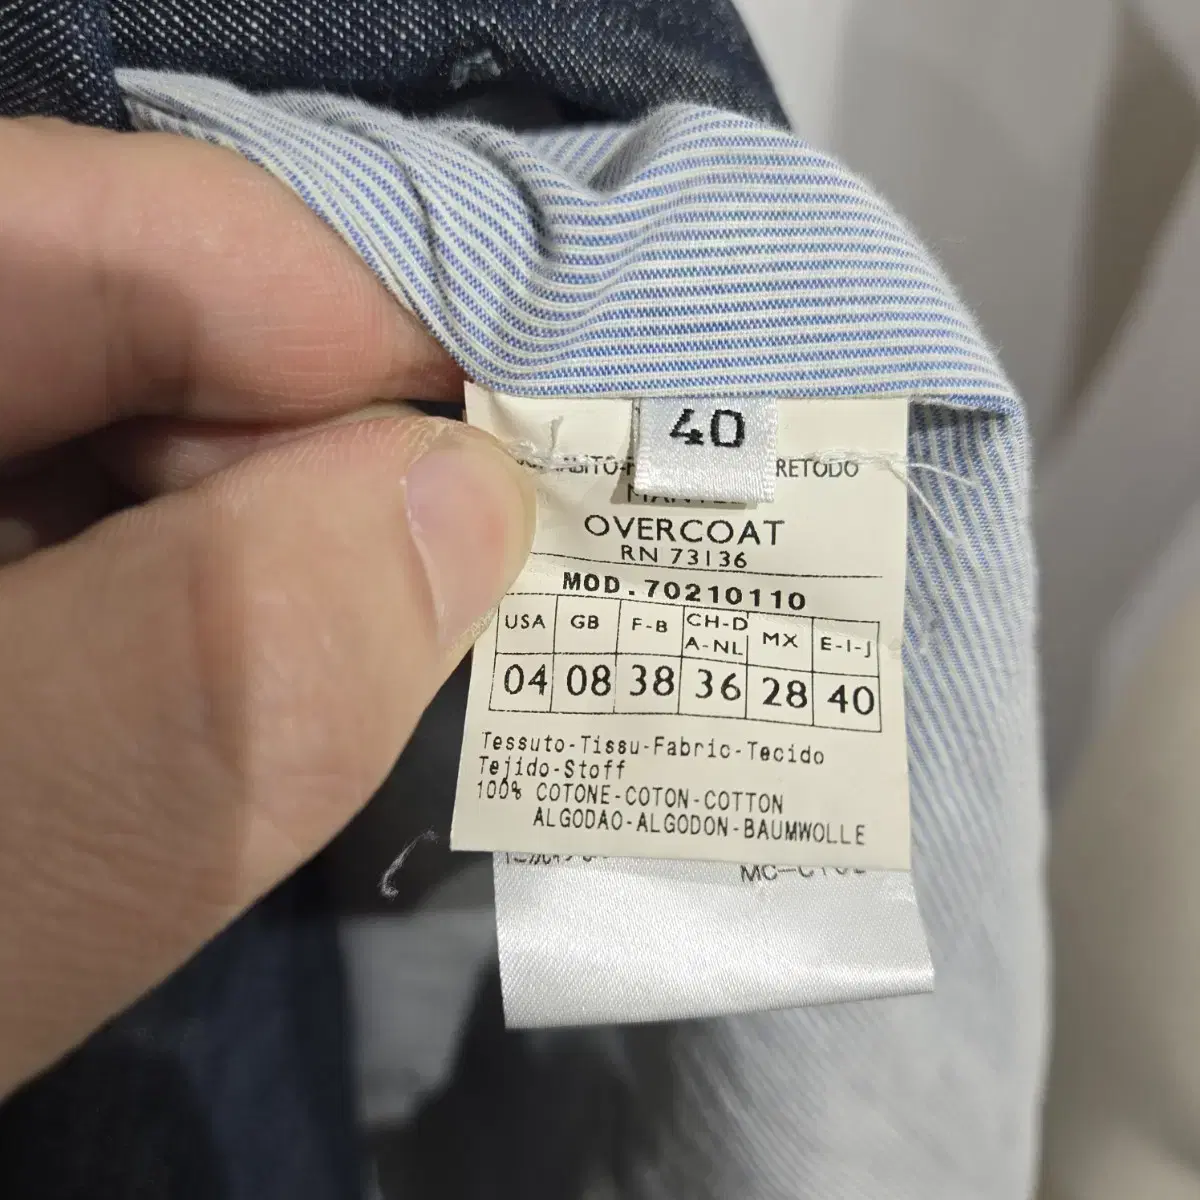 40
RETODO
OVERCOAT
RN 73136
MOD.70210110
USA GB F-B CH-D A-NL MX E-I-J
04 08 38 36 28 40
Tessuto-Tissu-Fabric-Tecido
Tejido-Stoff
100% COTONE-COTON-COTTON
ALGODAO-ALGODON-BAUMWOLLE